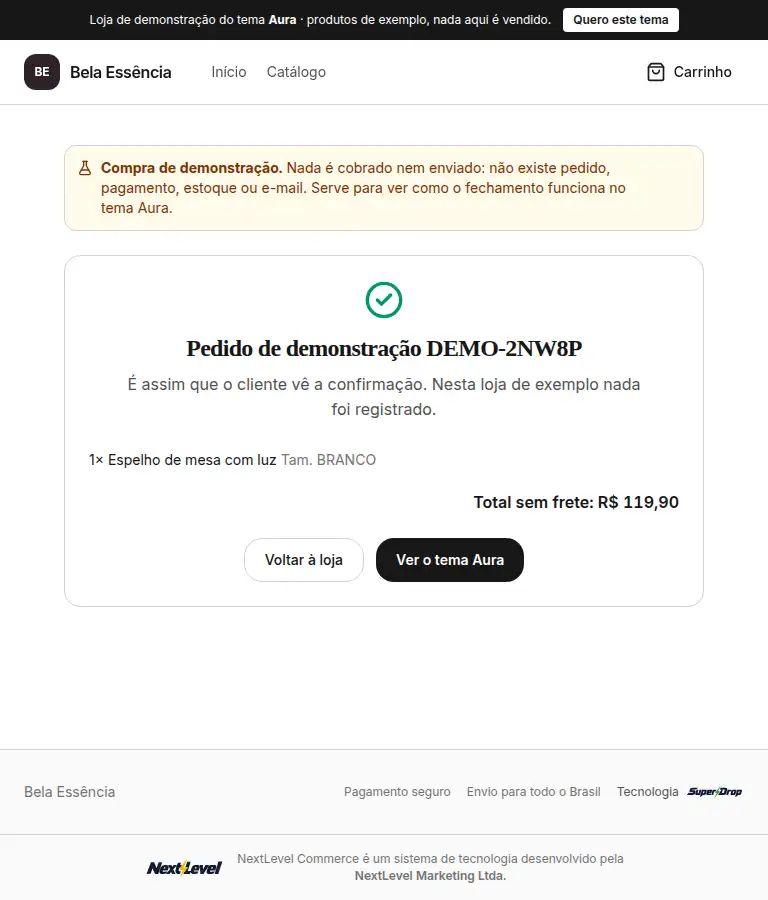 Loja de demonstração do tema Aura · produtos de exemplo, nada aqui é vendido. Quero este tema
BE Bela Essência Início Catálogo Carrinho
Compra de demonstração. Nada é cobrado nem enviado: não existe pedido,
pagamento, estoque ou e-mail. Serve para ver como o fechamento funciona no
tema Aura.
Pedido de demonstração DEMO-2NW8P
É assim que o cliente vê a confirmação. Nesta loja de exemplo nada
foi registrado.
1× Espelho de mesa com luz Tam. BRANCO
Total sem frete: R$ 119,90
Voltar à loja Ver o tema Aura
Bela Essência Pagamento seguro Envio para todo o Brasil Tecnologia SuperDrop
NextLevel NextLevel Commerce é um sistema de tecnologia desenvolvido pela
NextLevel Marketing Ltda.